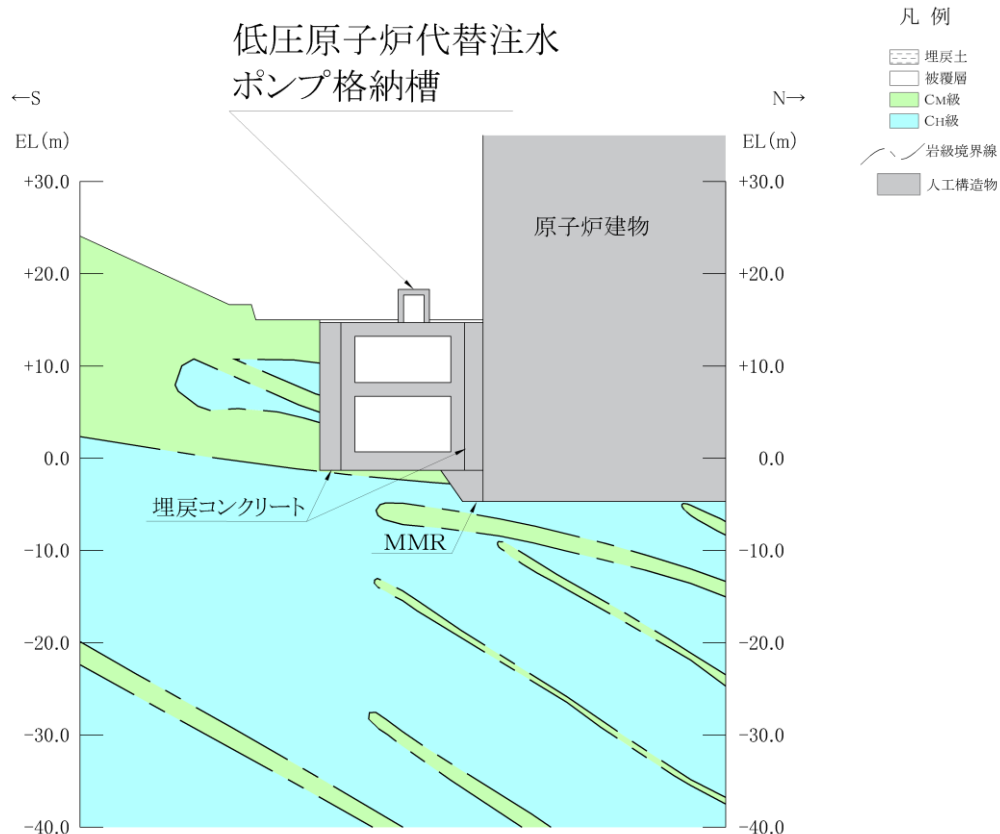 低圧原子炉代替注水
ポンプ格納槽
凡 例
埋戻土
被覆層
CM級
CH級
岩級境界線
人工構造物
←S
N→
EL(m)
EL(m)
+30.0
+30.0
原子炉建物
+20.0
+20.0
+10.0
+10.0
0.0
0.0
埋戻コンクリート
MMR
−10.0
−10.0
−20.0
−20.0
−30.0
−30.0
−40.0
−40.0